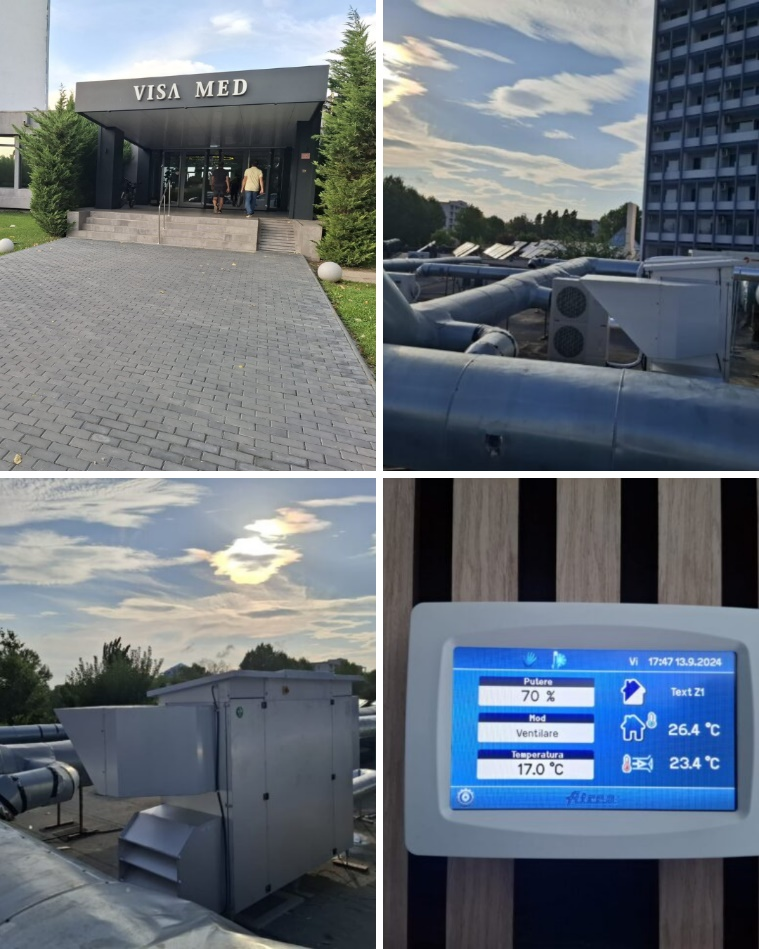 VISA MED
Vi 17:47 13.9.2024
Putere
70 %
Text Z1
Mod
Ventilare
26.4 °C
Temperatura
17.0 °C
23.4 °C